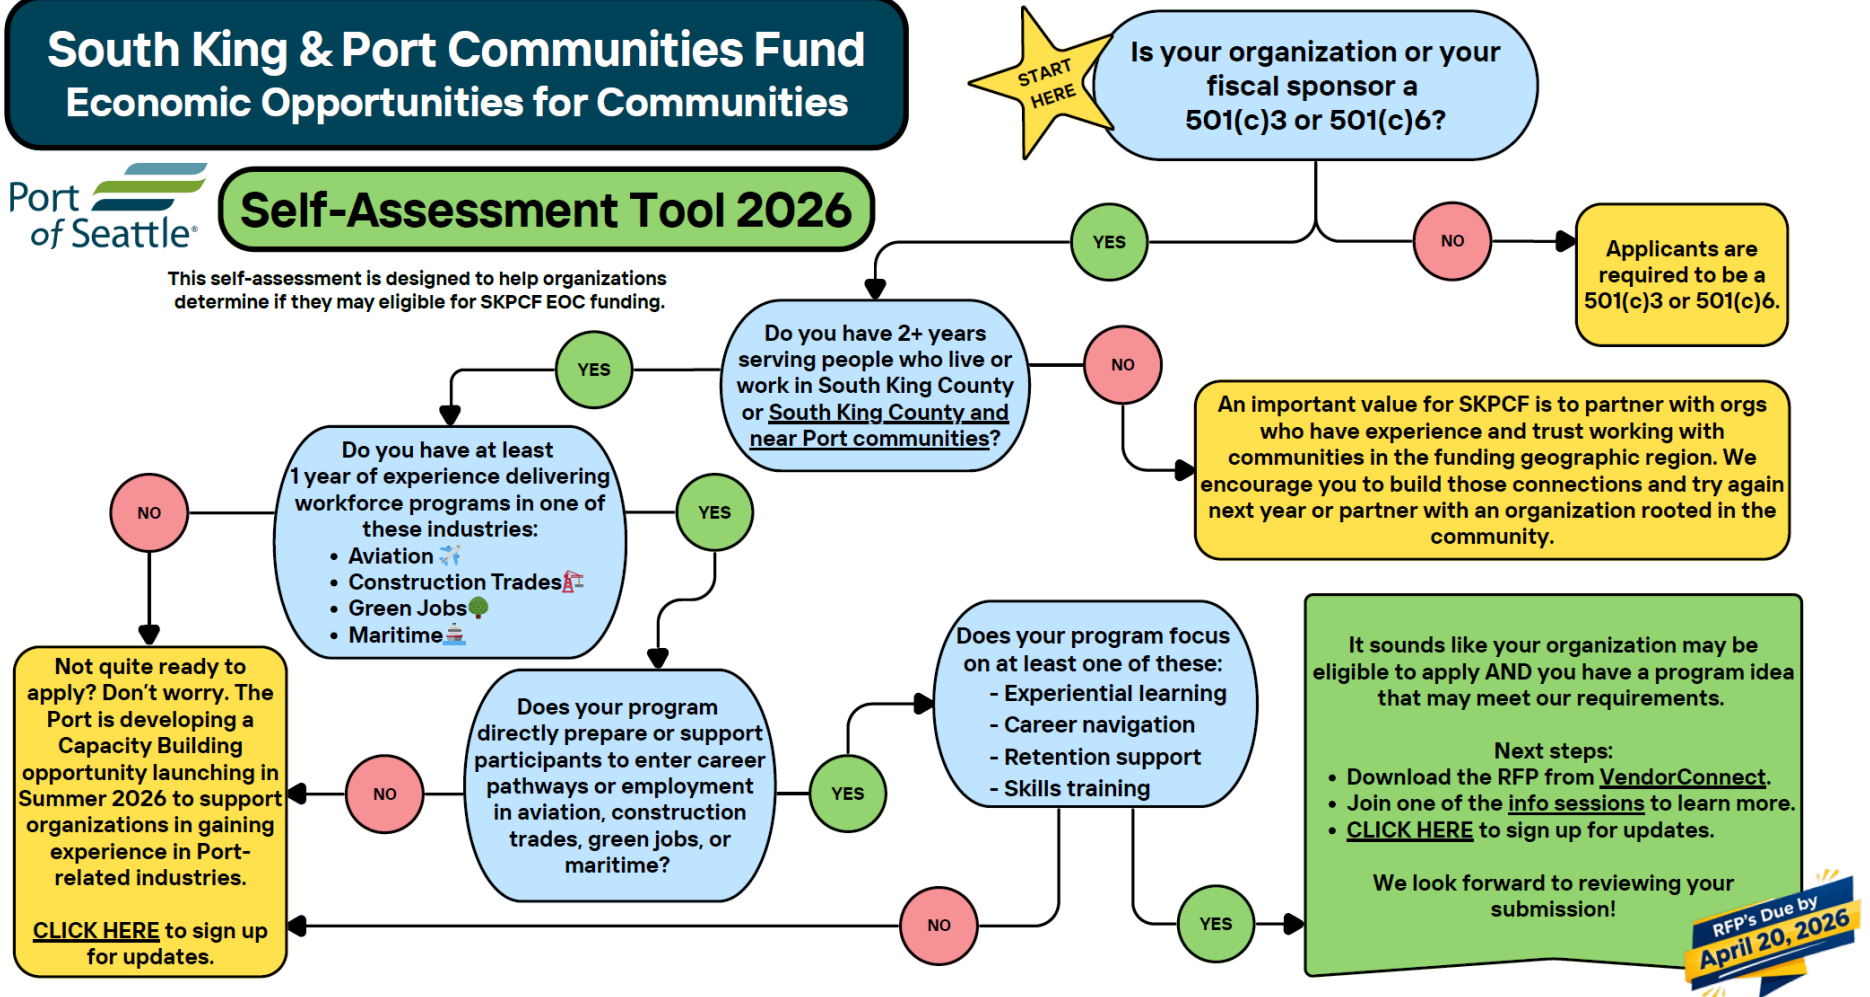 South King & Port Communities Fund
Economic Opportunities for Communities
Port
of Seattle®
Self-Assessment Tool 2026
This self-assessment is designed to help organizations
determine if they may eligible for SKPCF EOC funding.
START
HERE
Is your organization or your
fiscal sponsor a
501(c)3 or 501(c)6?
YES
NO
Applicants are
required to be a
501(c)3 or 501(c)6.
Do you have 2+ years
serving people who live or
work in South King County
or South King County and
near Port communities?
YES
NO
An important value for SKPCF is to partner with orgs
who have experience and trust working with
communities in the funding geographic region. We
encourage you to build those connections and try again
next year or partner with an organization rooted in the
community.
Do you have at least
1 year of experience delivering
workforce programs in one of
these industries:
• Aviation
• Construction Trades
• Green Jobs
• Maritime
NO
YES
Not quite ready to
apply? Don't worry. The
Port is developing a
Capacity Building
opportunity launching in
Summer 2026 to support
organizations in gaining
experience in Port-
related industries.
CLICK HERE to sign up
for updates.
Does your program
directly prepare or support
participants to enter career
pathways or employment
in aviation, construction
trades, green jobs, or
maritime?
NO
YES
Does your program focus
on at least one of these:
- Experiential learning
- Career navigation
- Retention support
- Skills training
NO
YES
It sounds like your organization may be
eligible to apply AND you have a program idea
that may meet our requirements.
Next steps:
• Download the RFP from VendorConnect.
• Join one of the info sessions to learn more.
• CLICK HERE to sign up for updates.
We look forward to reviewing your
submission!
RFP's Due by
April 20, 2026